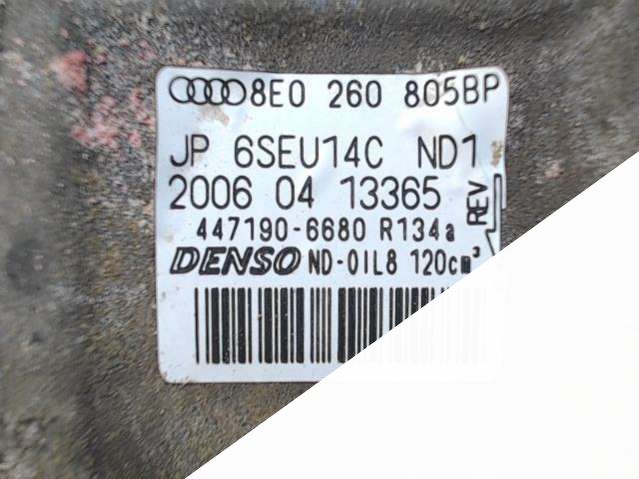 8E0 260 805BP
JP 6SEU14C ND1
2006 04 13365
REV
447190-6680 R134a
DENSO ND-OIL8 120cm³